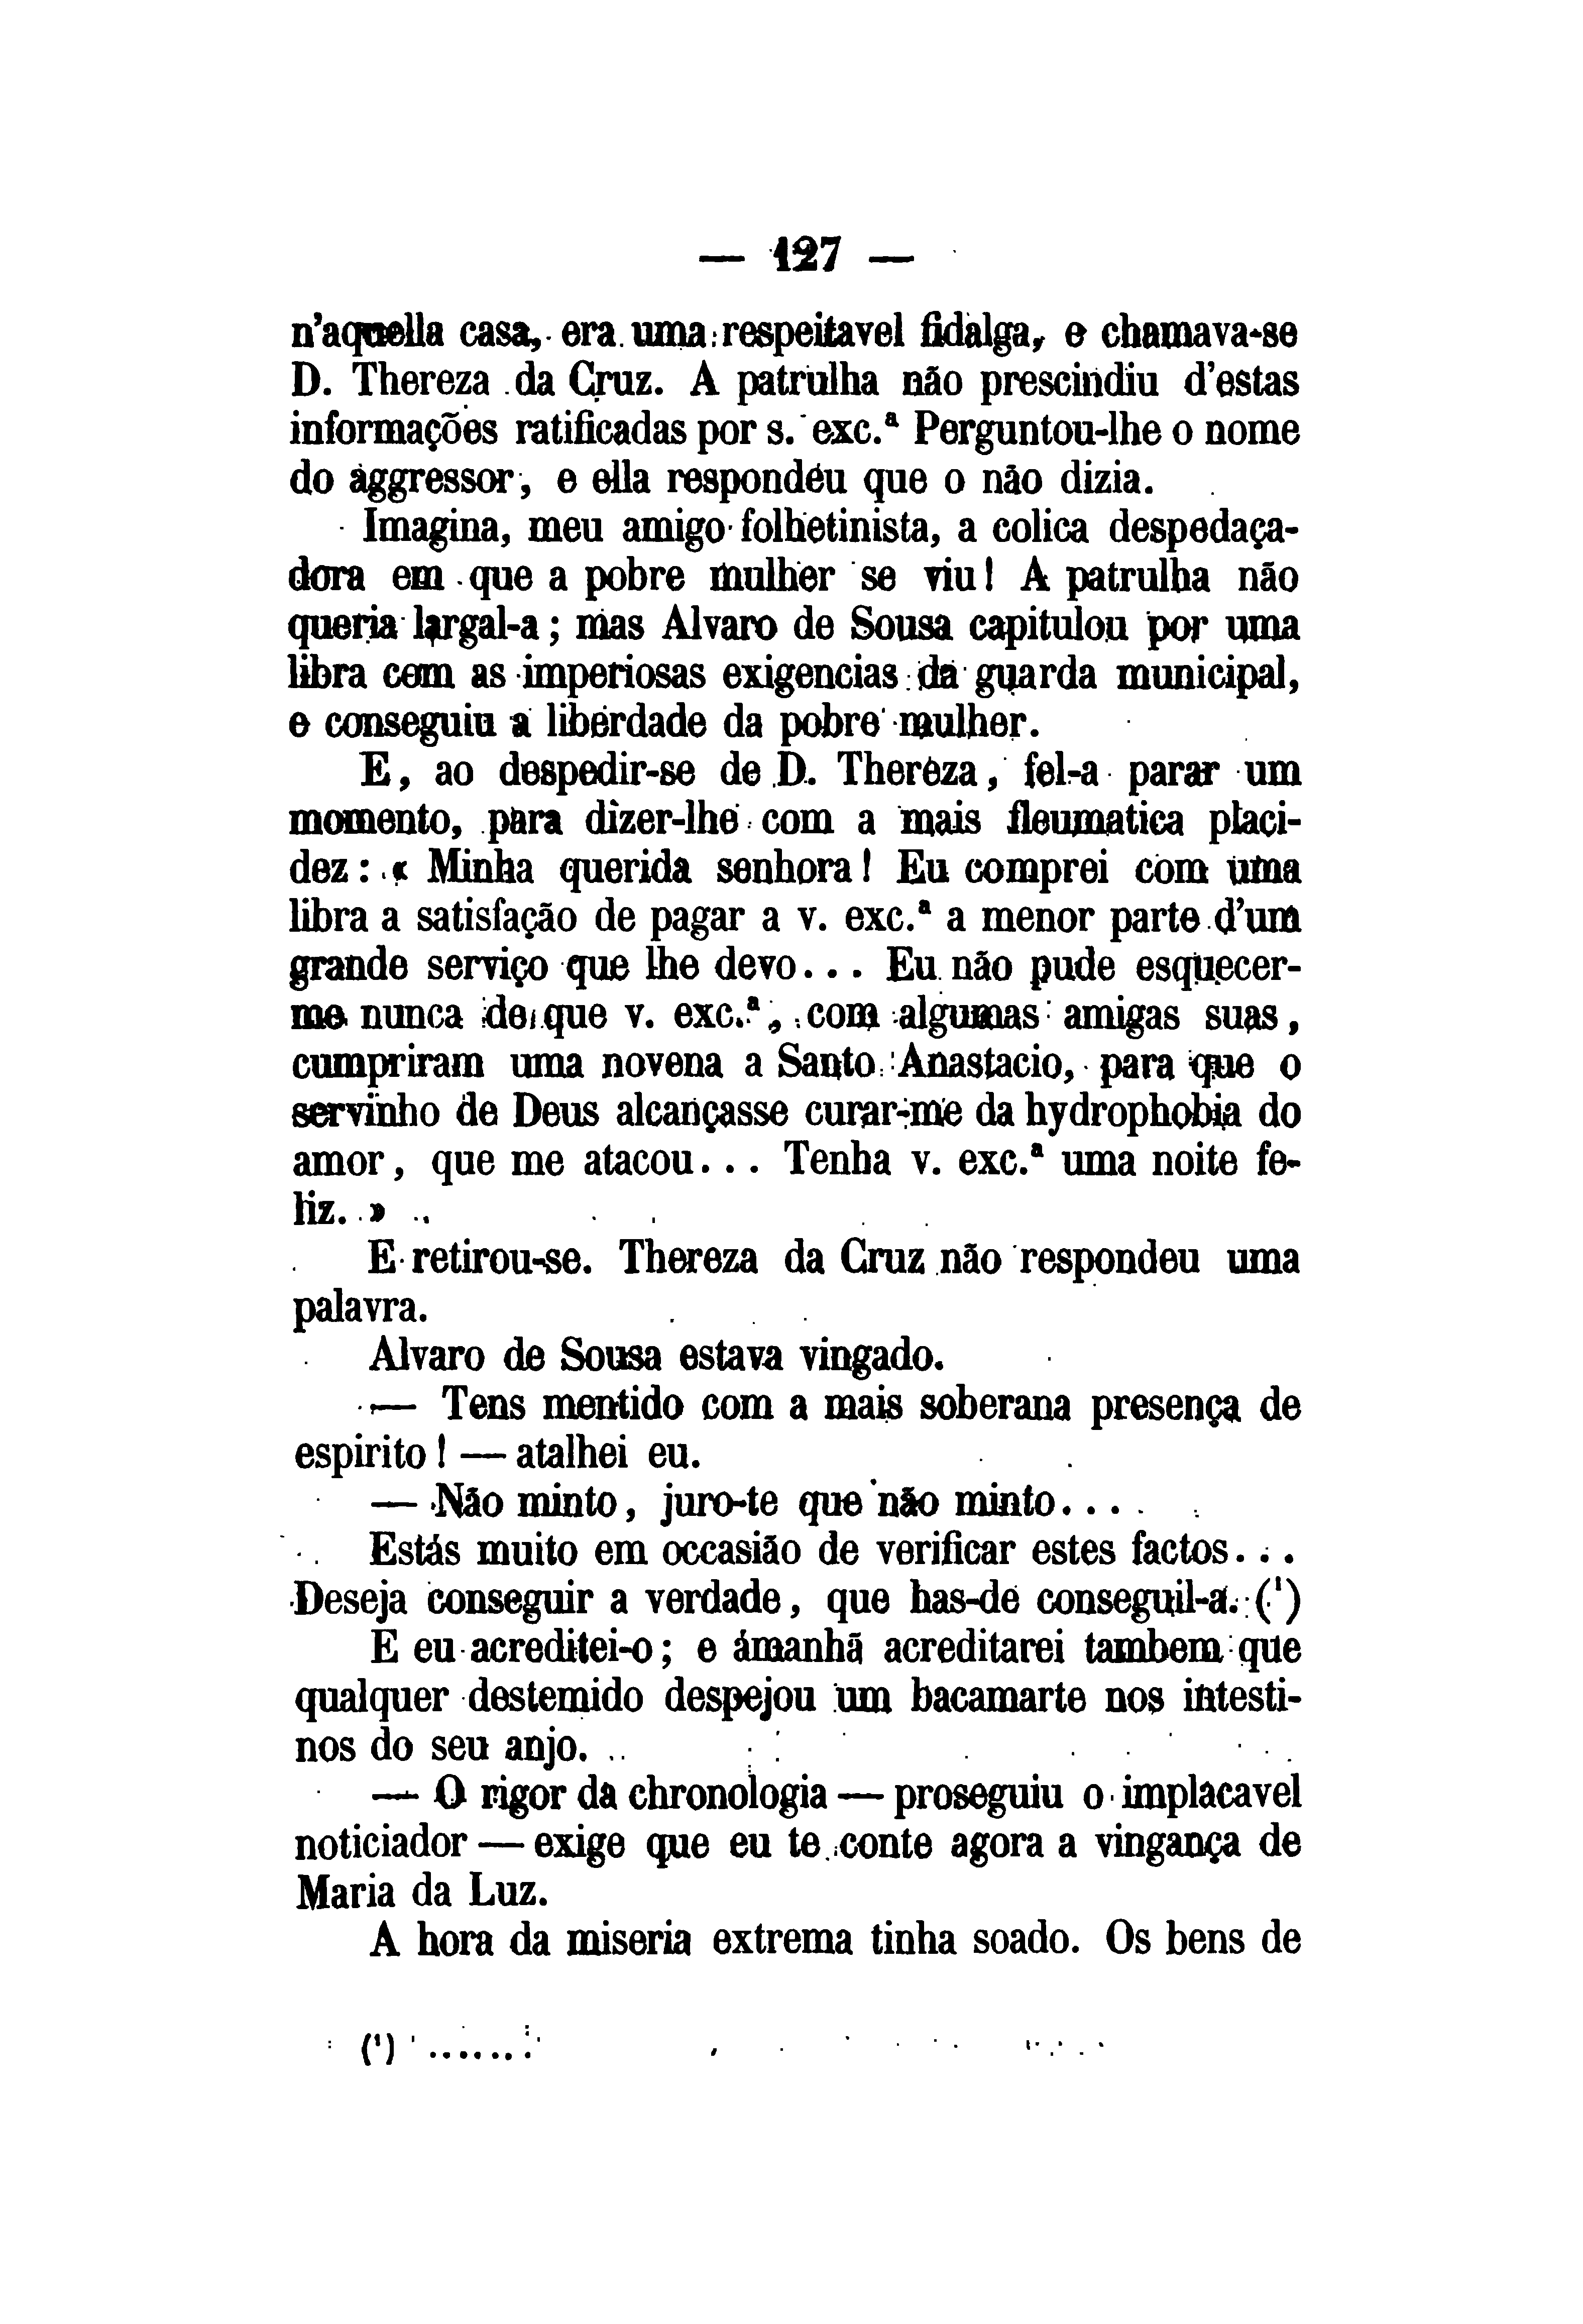 — 127 —
n'aquella casa, era uma respeitavel fidalga, e chamava-se
D. Thereza da Cruz. A patrulha não prescindiu d'estas
informações ratificadas por s. exc.ª Perguntou-lhe o nome
do aggressor, e ella respondeu que o não dizia.
Imagina, meu amigo folhetinista, a colica despedaça-
dora em que a pobre mulher se viu! A patrulha não
queria largal-a; mas Alvaro de Sousa capitulou por uma
libra com as imperiosas exigencias da guarda municipal,
e conseguiu a liberdade da pobre mulher.
E, ao despedir-se de D. Thereza, fel-a parar um
momento, para dizer-lhe com a mais fleumatica placi-
dez: « Minha querida senhora! Eu comprei com uma
libra a satisfação de pagar a v. exc.ª a menor parte d'um
grande serviço que lhe devo... Eu não pude esquecer-
me nunca de que v. exc.ª, com algumas amigas suas,
cumpriram uma novena a Santo Anastacio, para que o
servinho de Deus alcançasse curar-me da hydrophobia do
amor, que me atacou... Tenha v. exc.ª uma noite fe-
liz. »
E retirou-se. Thereza da Cruz não respondeu uma
palavra.
Alvaro de Sousa estava vingado.
— Tens mentido com a mais soberana presença de
espirito! — atalhei eu.
— Não minto, juro-te que não minto...
Estás muito em occasião de verificar estes factos...
Deseja conseguir a verdade, que has-de conseguil-a. (¹)
E eu acreditei-o; e ámanhã acreditarei tambem que
qualquer destemido despejou um bacamarte nos intesti-
nos do seu anjo.
— O rigor da chronologia — proseguiu o implacavel
noticiador — exige que eu te conte agora a vingança de
Maria da Luz.
A hora da miseria extrema tinha soado. Os bens de
(¹) .......